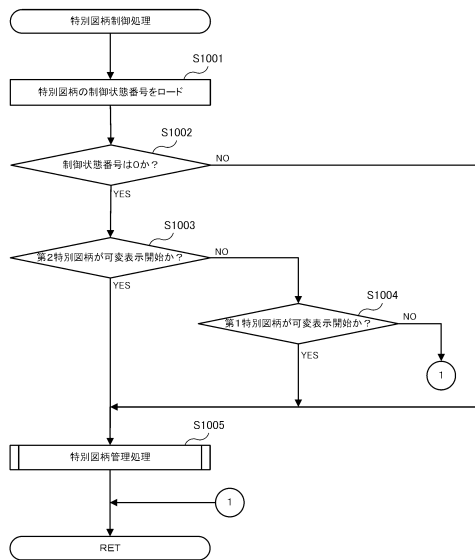 特別図柄制御処理
S1001
特別図柄の制御状態番号をロード
S1002
制御状態番号は0か？
NO
YES
S1003
第2特別図柄が可変表示開始か？
NO
YES
S1004
第1特別図柄が可変表示開始か？
NO
YES
1
S1005
特別図柄管理処理
1
RET